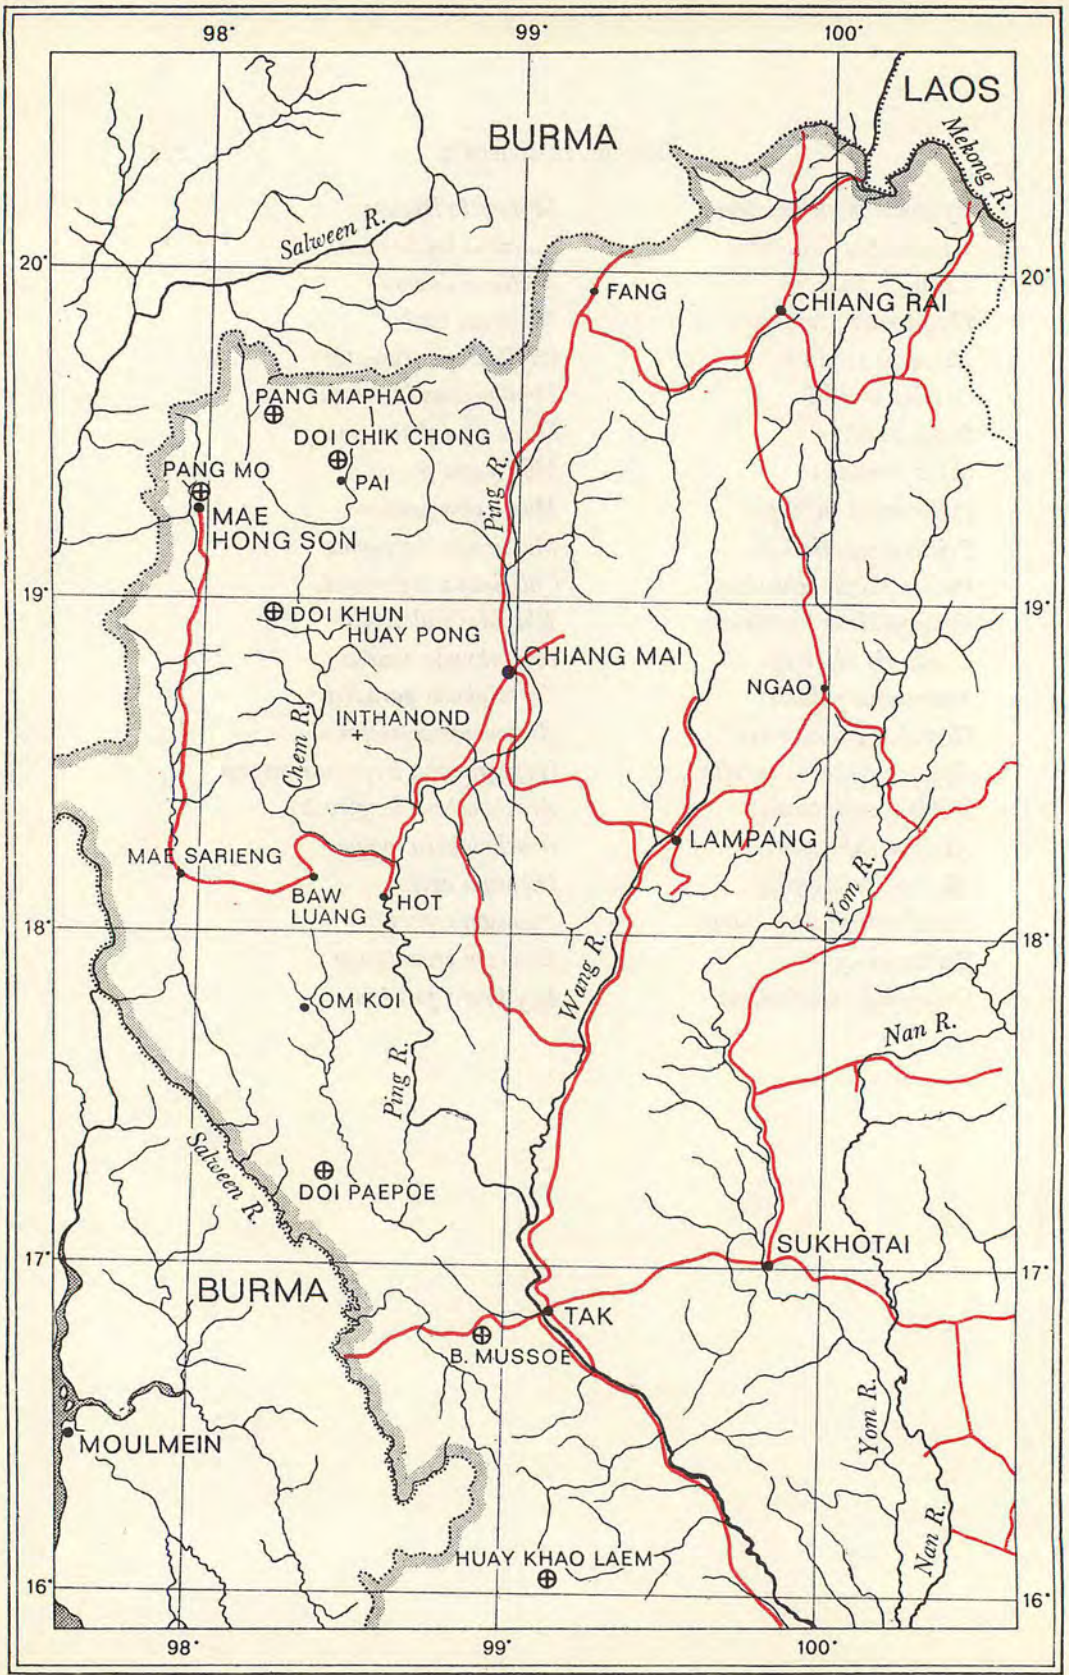 98° 99° 100°
LAOS
BURMA
Mekong R.
Salween R.
20° 20°
FANG
CHIANG RAI
PANG MAPHAO
DOI CHIK CHONG
PANG MO
PAI
Ping R.
MAE
HONG SON
19° 19°
DOI KHUN
HUAY PONG
CHIANG MAI
NGAO
INTHANOND
Chem R.
LAMPANG
MAE SARIENG
BAW
LUANG
HOT
Yom R.
18° 18°
Wang R.
OM KOI
Nan R.
Ping R.
Salween R.
DOI PAEPOE
SUKHOTAI
17° 17°
BURMA
TAK
B. MUSSOE
Yom R.
MOULMEIN
Nan R.
HUAY KHAO LAEM
16° 16°
98° 99° 100°